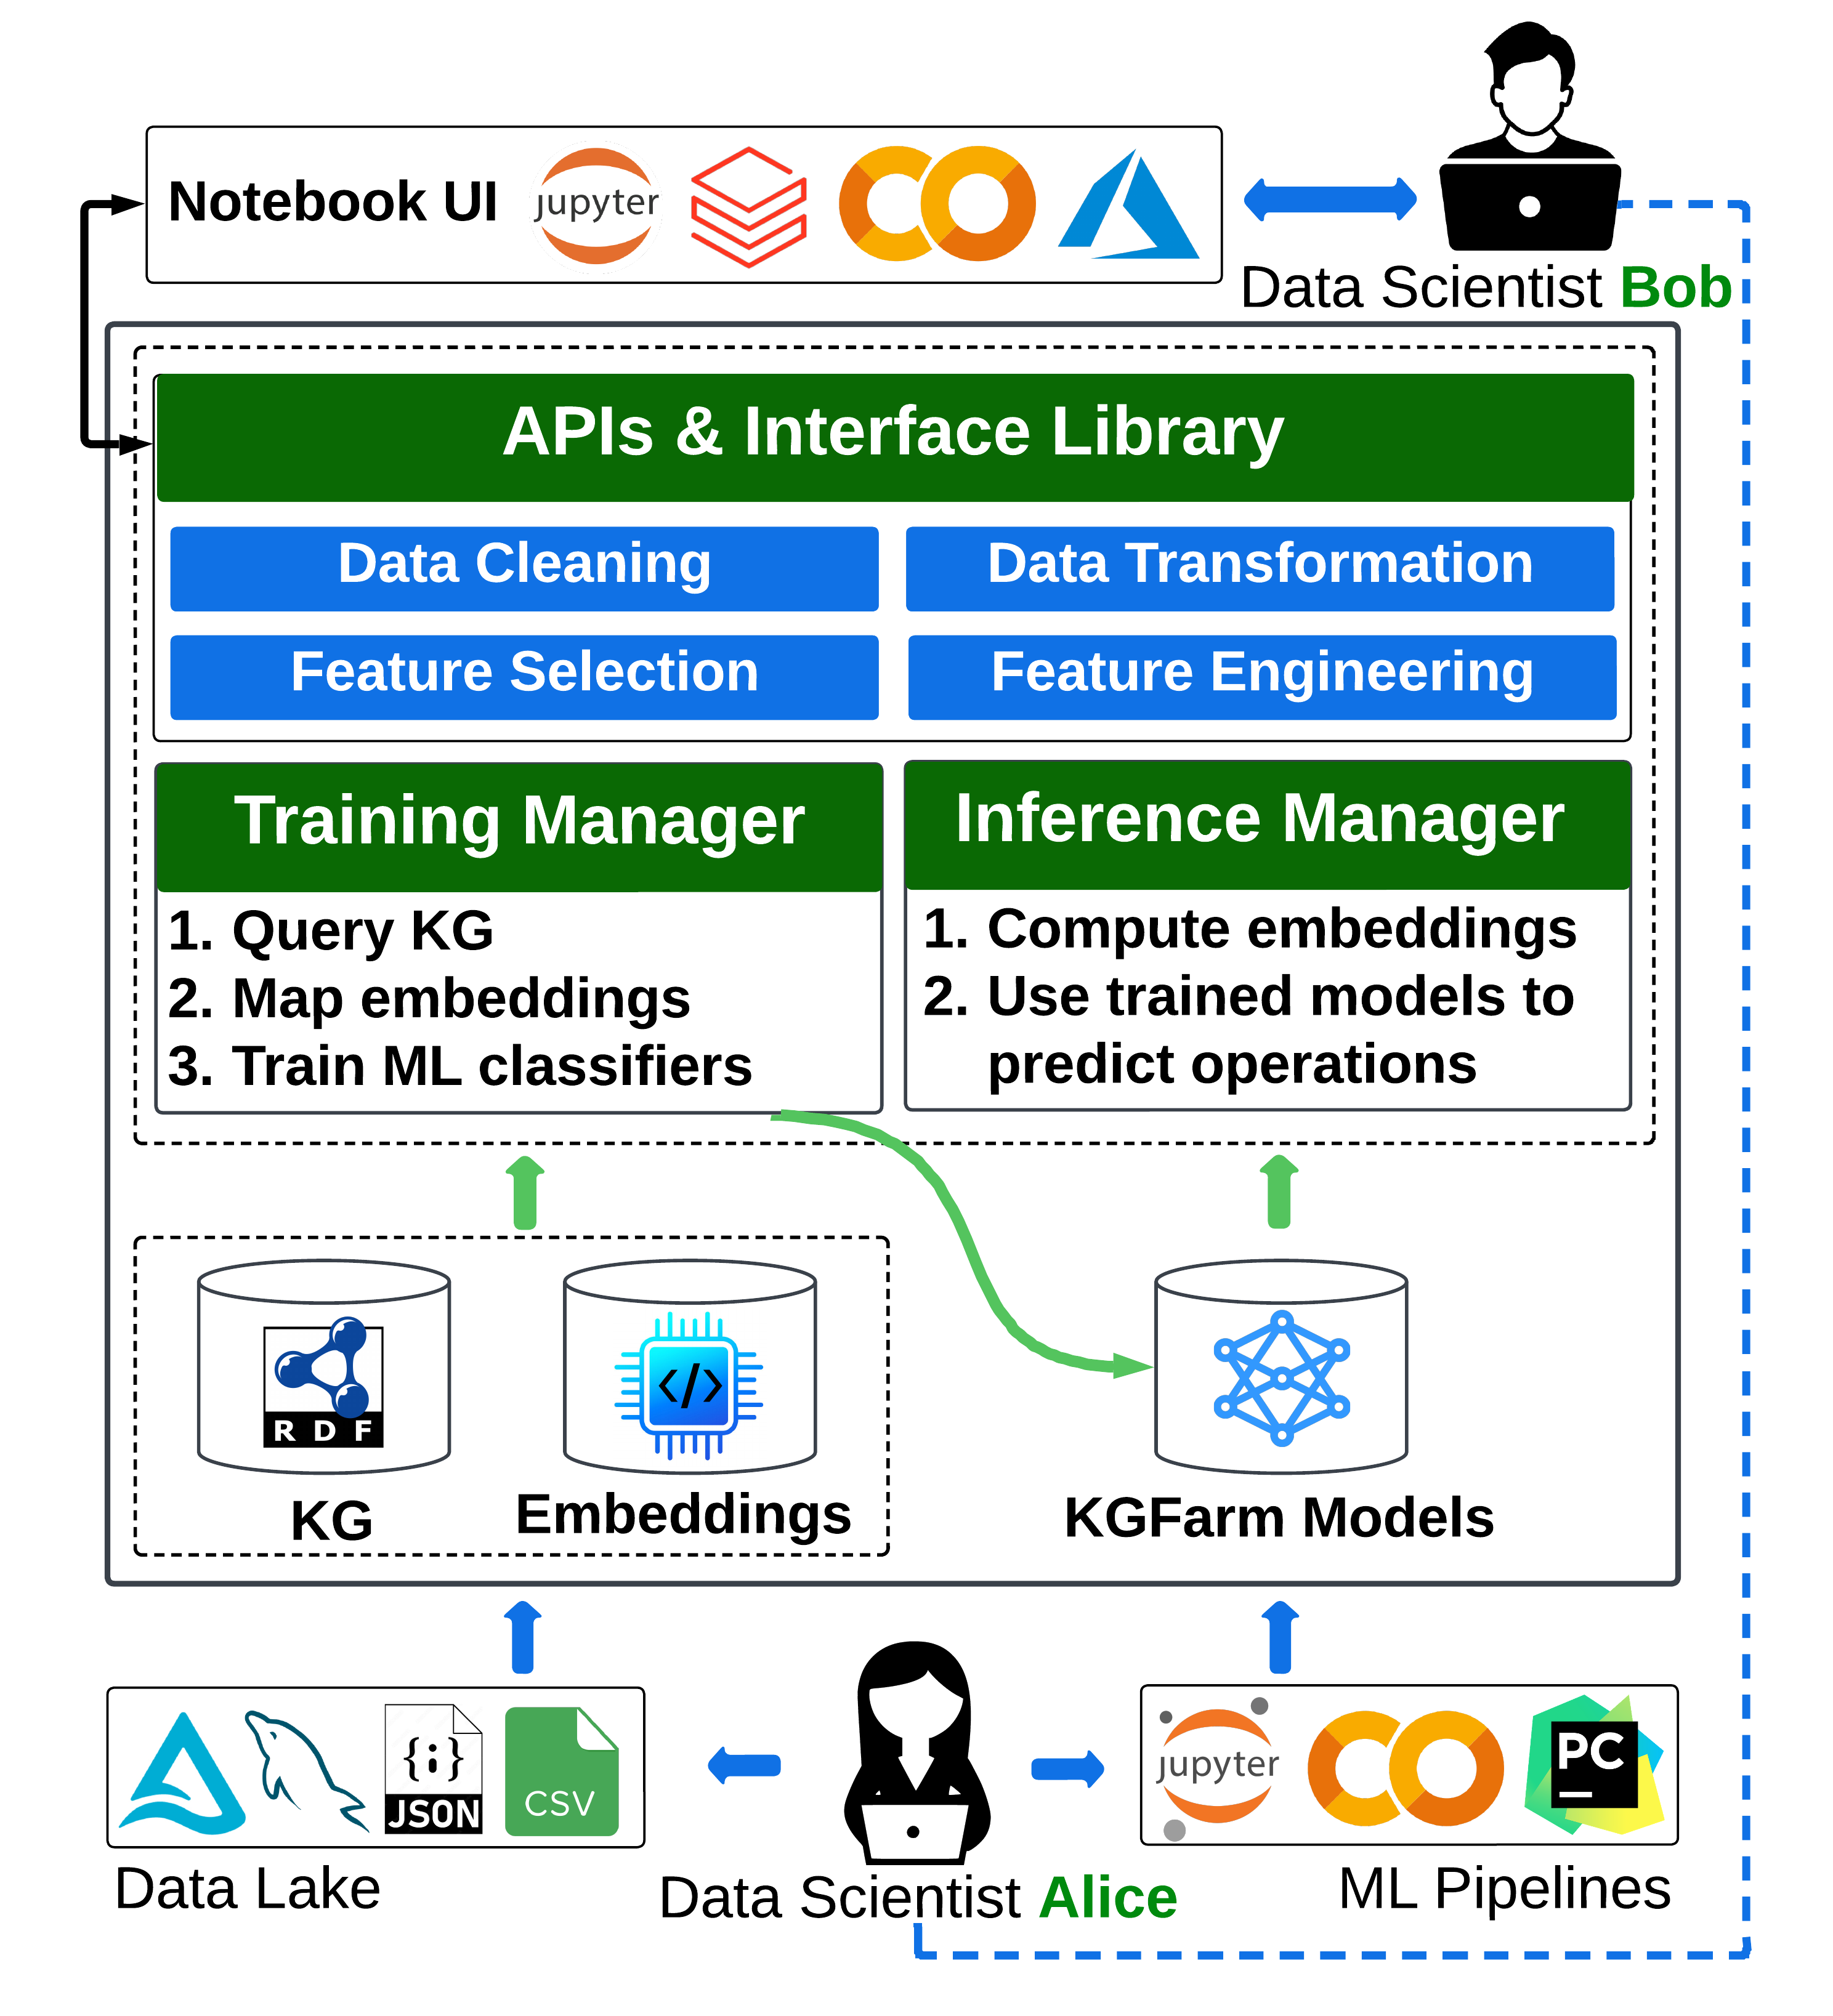 Notebook UI
jupyter
Data Scientist Bob
APIs & Interface Library
Data Cleaning
Data Transformation
Feature Selection
Feature Engineering
Training Manager
1. Query KG
2. Map embeddings
3. Train ML classifiers
Inference Manager
1. Compute embeddings
2. Use trained models to
predict operations
RDF
</>
KG
Embeddings
KGFarm Models
{;}
JSON
CSV
Data Lake
Data Scientist Alice
jupyter
PC
ML Pipelines